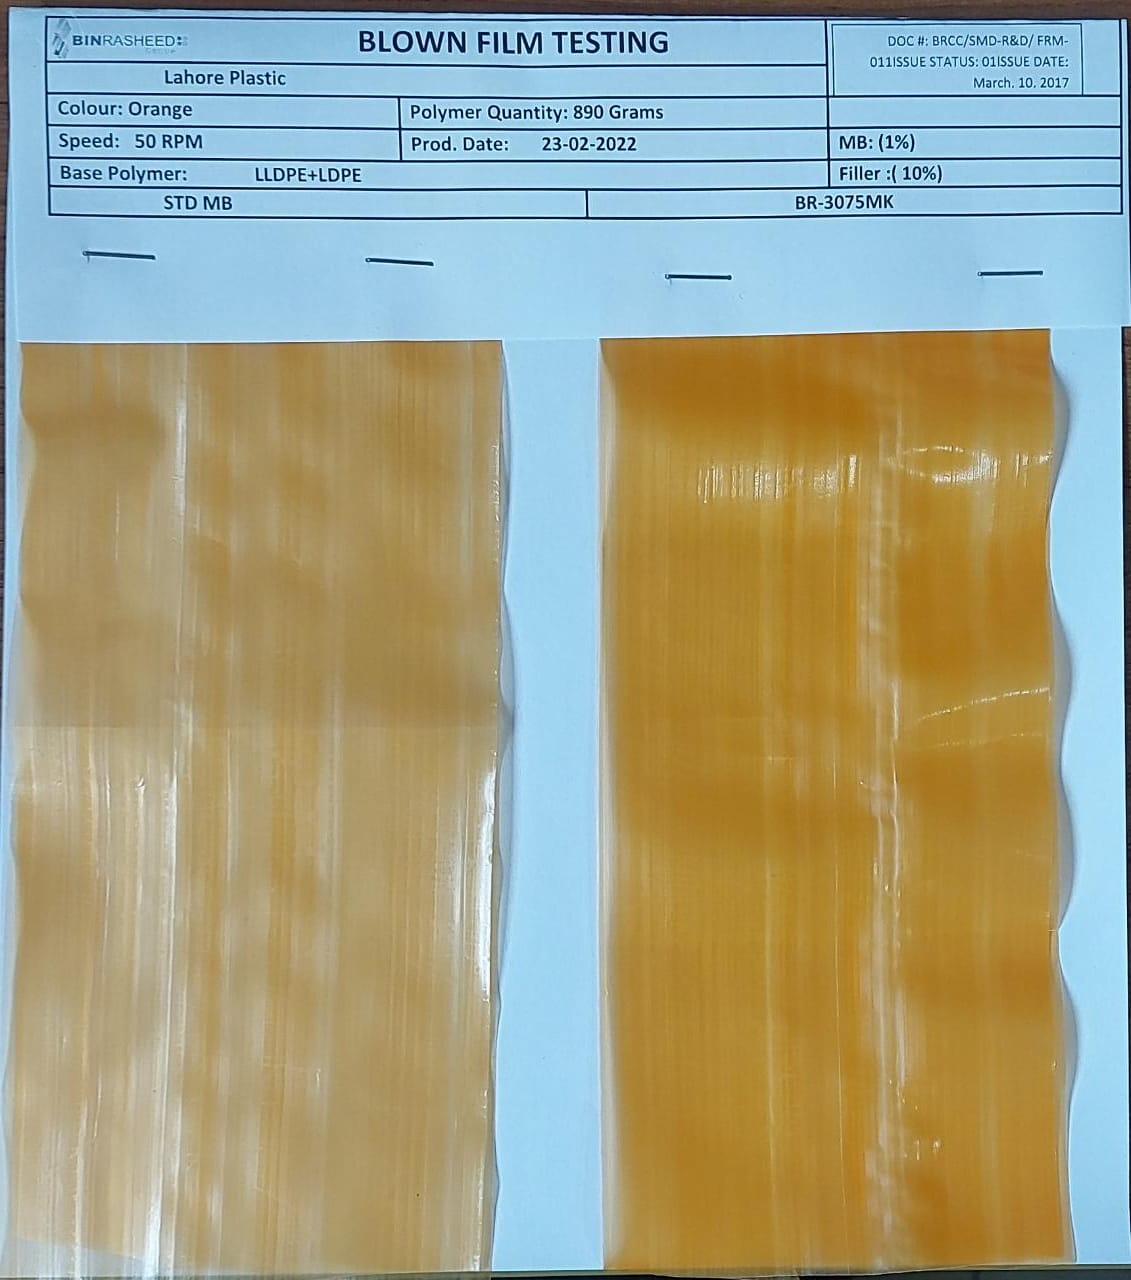 BINRASHEED
GROUP
BLOWN FILM TESTING
DOC #: BRCC/SMD-R&D/ FRM-
011ISSUE STATUS: 01ISSUE DATE:
March. 10. 2017
Lahore Plastic
Colour: Orange Polymer Quantity: 890 Grams
Speed: 50 RPM Prod. Date: 23-02-2022 MB: (1%)
Base Polymer: LLDPE+LDPE Filler :( 10%)
STD MB BR-3075MK